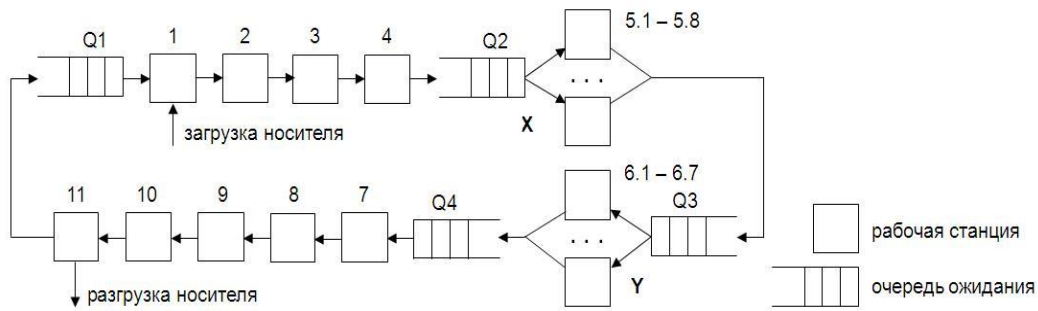 Q1
1
2
3
4
Q2
5.1 – 5.8
. . .
X
загрузка носителя
11
10
9
8
7
Q4
6.1 – 6.7
Q3
. . .
Y
разгрузка носителя
рабочая станция
очередь ожидания